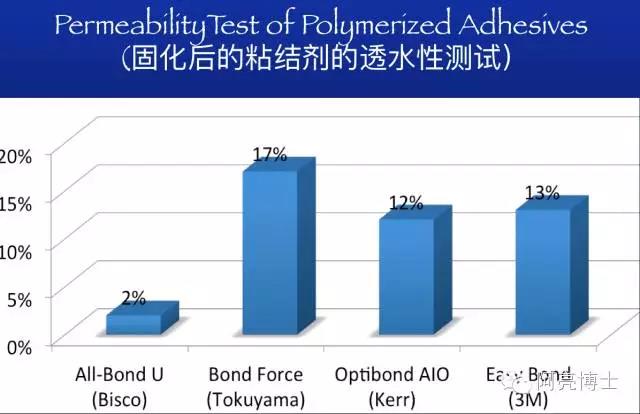 Permeability Test of Polymerized Adhesives
(固化后的粘结剂的透水性测试)
20%
15%
10%
5%
0%
2%
17%
12%
13%
All-Bond U
(Bisco)
Bond Force
(Tokuyama)
Optibond AIO
(Kerr)
Easy Bond
(3M)
阿亮博士